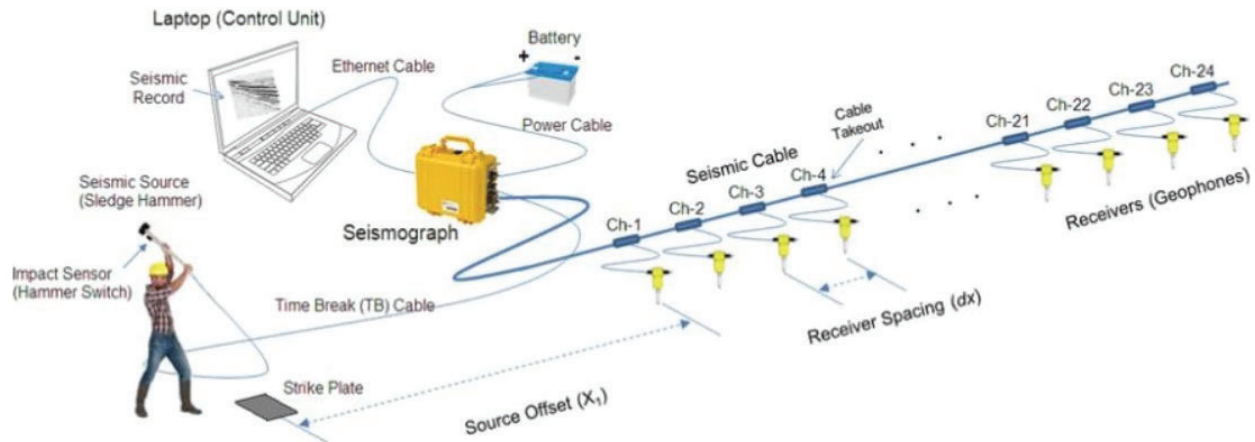 Laptop (Control Unit)
Seismic
Record
Ethernet Cable
Battery
+ -
Power Cable
Seismic Source
(Sledge Hammer)
Impact Sensor
(Hammer Switch)
Seismograph
Time Break (TB) Cable
Strike Plate
Source Offset (X₁)
Seismic Cable
Cable
Takeout
Ch-1
Ch-2
Ch-3
Ch-4
. . .
Ch-21
Ch-22
Ch-23
Ch-24
. . .
Receivers (Geophones)
Receiver Spacing (dx)